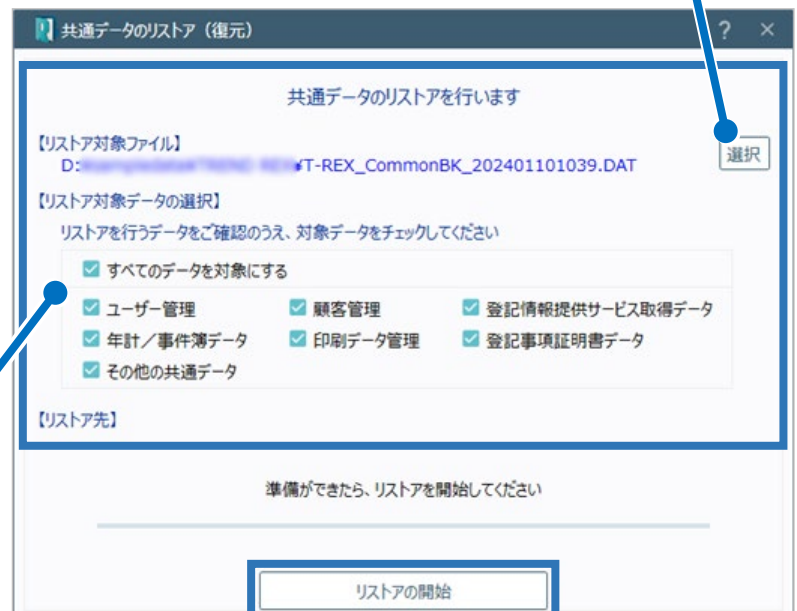 共通データのリストア（復元）
共通データのリストアを行います
【リストア対象ファイル】
D: ¥T-REX_CommonBK_202401101039.DAT
選択
【リストア対象データの選択】
リストアを行うデータをご確認のうえ、対象データをチェックしてください
すべてのデータを対象にする
ユーザー管理 顧客管理 登記情報提供サービス取得データ
年計／事件簿データ 印刷データ管理 登記事項証明書データ
その他の共通データ
【リストア先】
準備ができたら、リストアを開始してください
リストアの開始